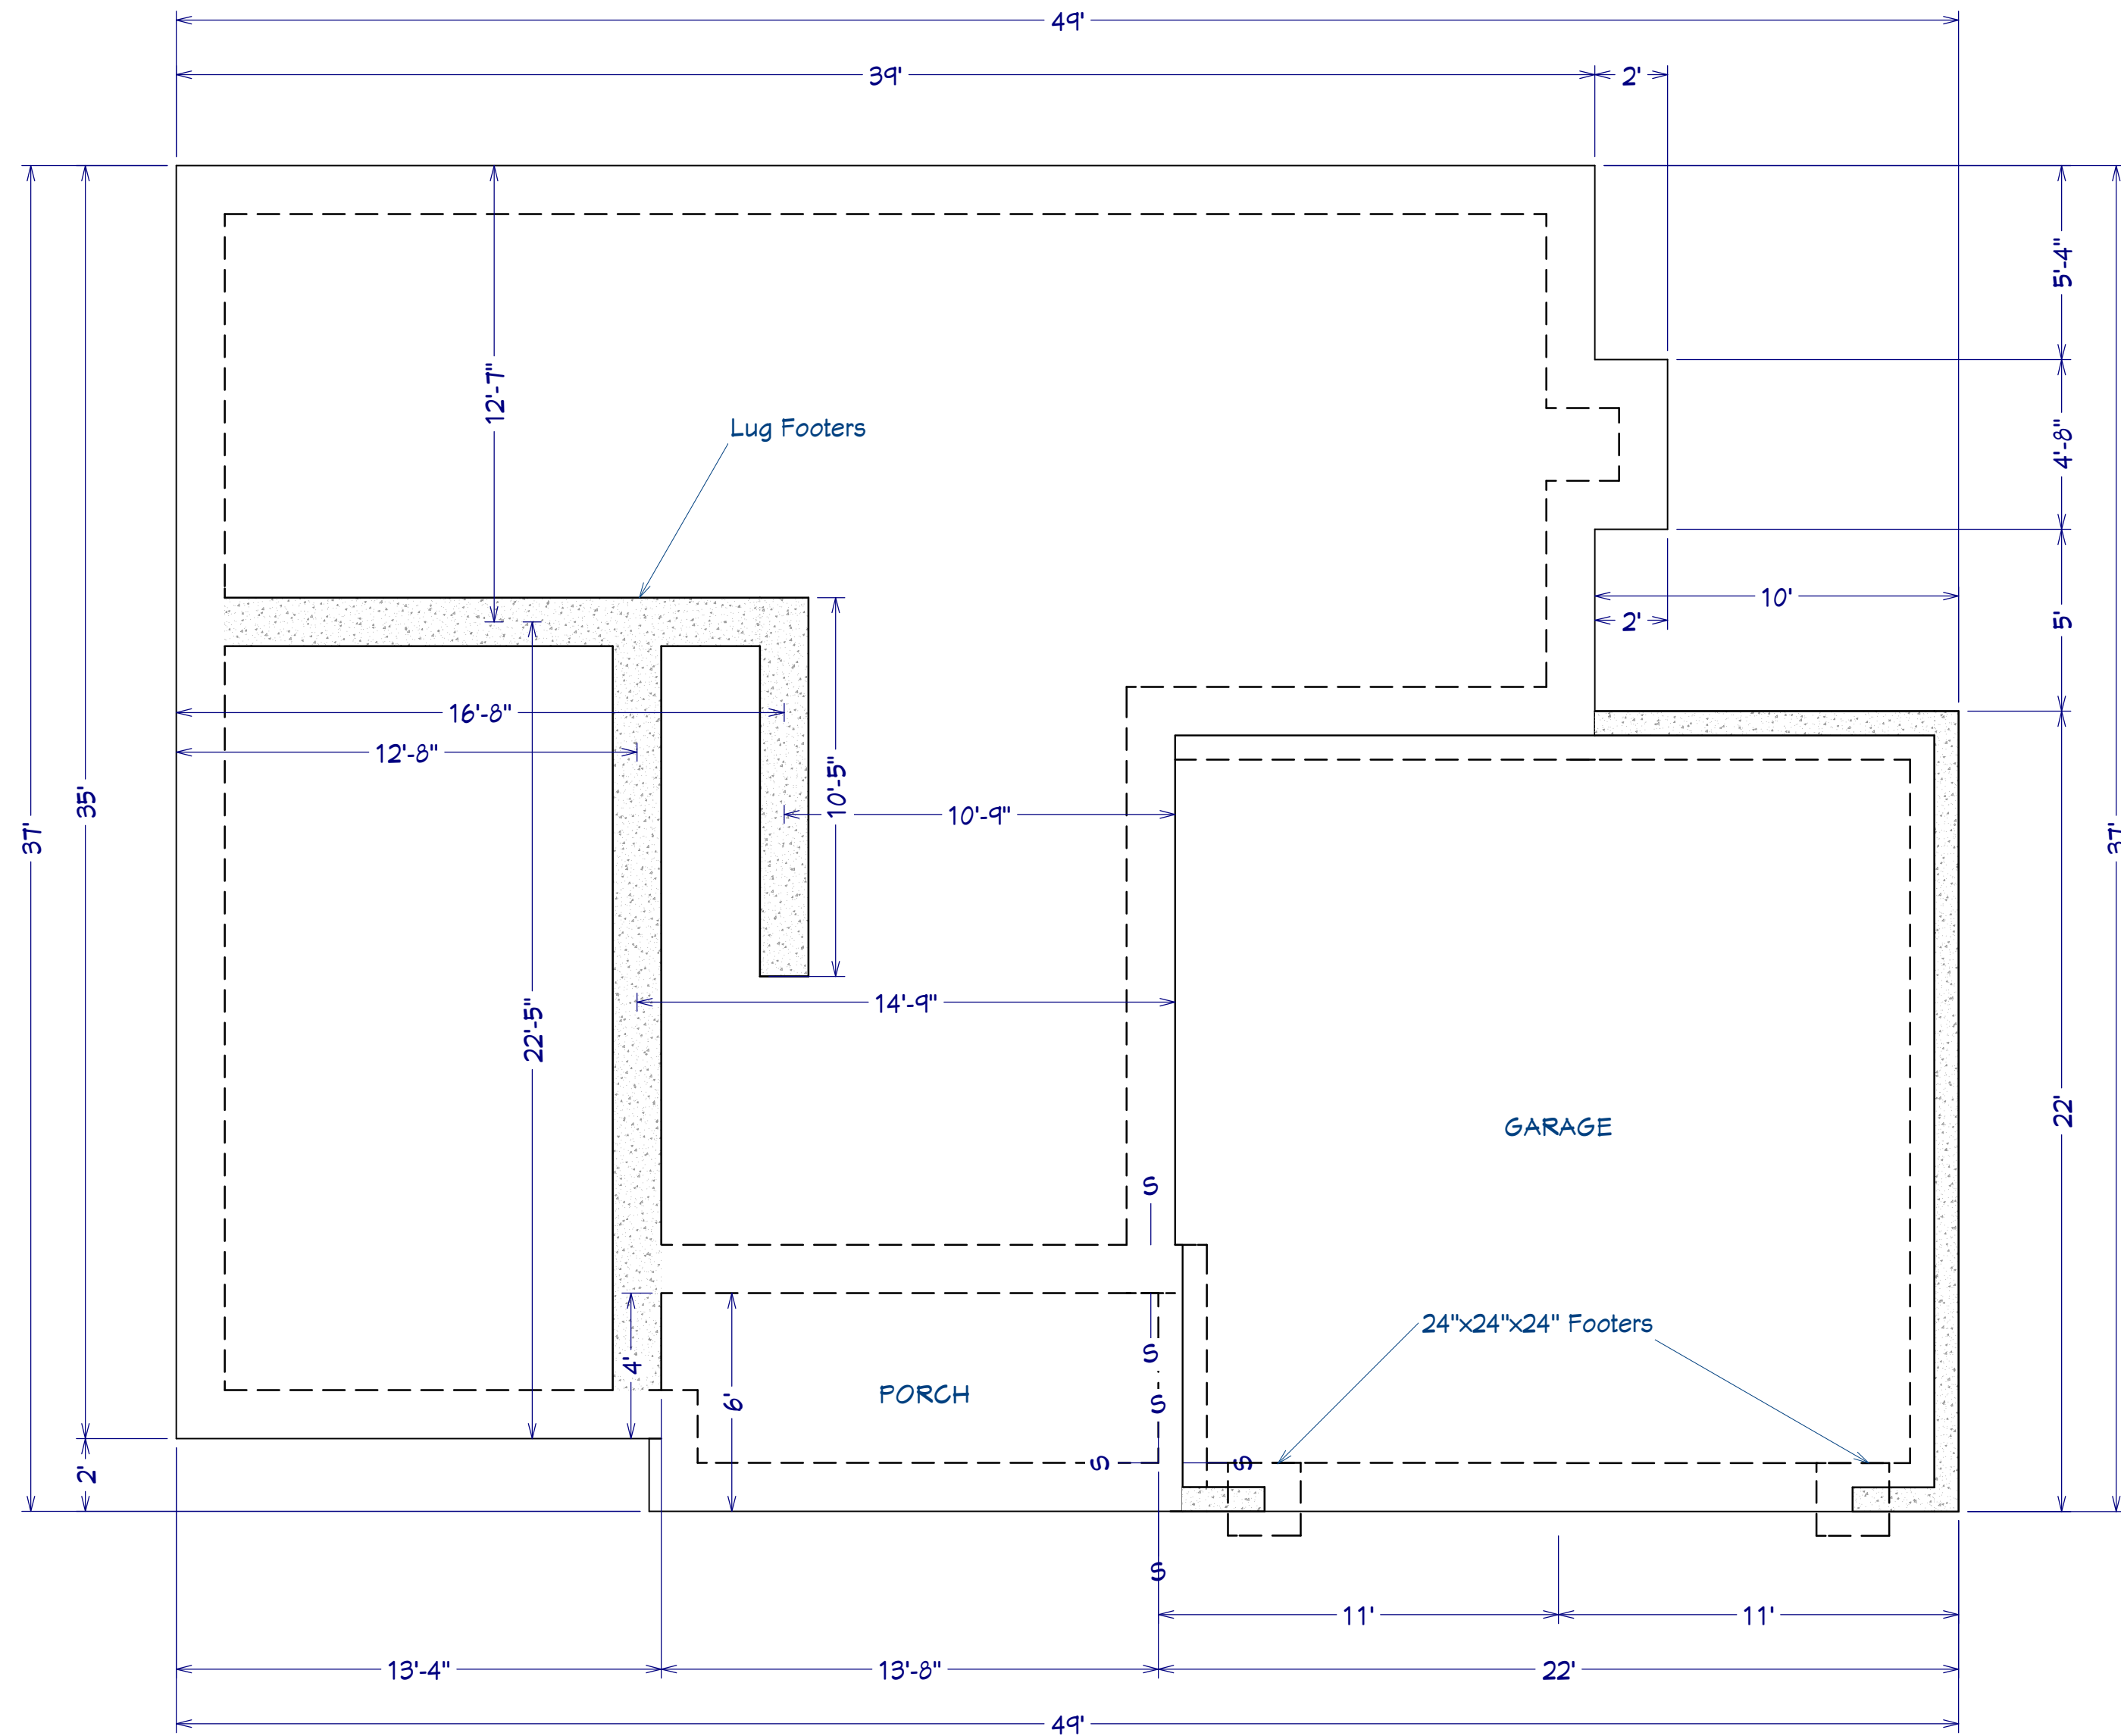 49'
39'
2'
5'-4"
12'-7"
Lug Footers
4'-8"
10'
2'
5'
16'-8"
12'-8"
35'
37'
10'-5"
10'-9"
37'
14'-9"
22'-5"
22'
GARAGE
S
24"x24"x24" Footers
S
4'
6'
PORCH
S
2'
S
S
S
11'
11'
13'-4"
13'-8"
22'
49'